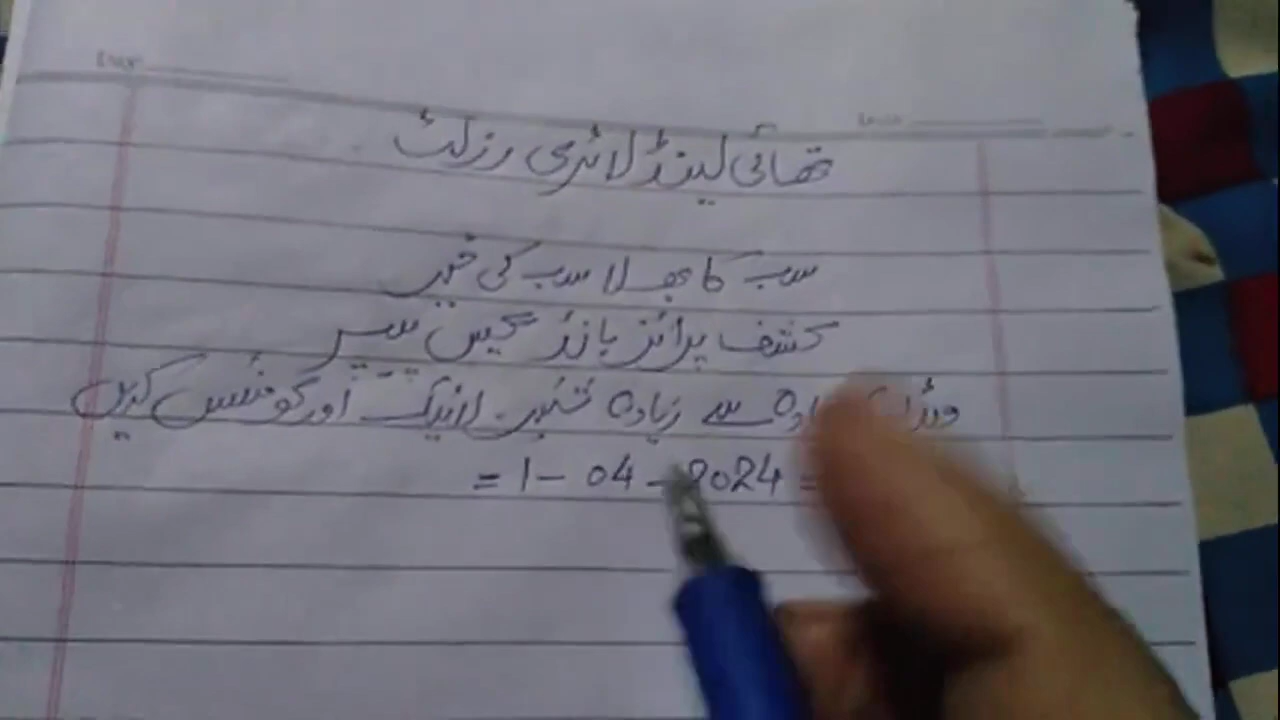 تھائی لینڈ لاٹری رزلٹ
سب کا بھلا سب کی خیر
کشف پرائز بانڈ گیس پیپر
زیادہ سے زیادہ شئیر لائیک اور کومنٹس کریں
= 1 - 04 - 2024 =